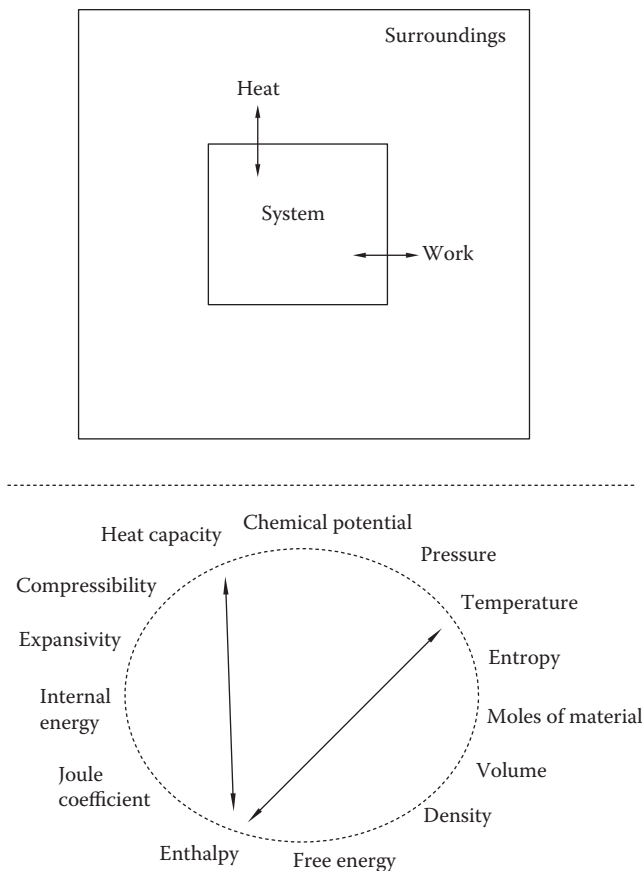 Surroundings
Heat
System
Work
Chemical potential
Heat capacity
Pressure
Compressibility
Temperature
Expansivity
Entropy
Internal
energy
Moles of material
Joule
coefficient
Volume
Density
Enthalpy
Free energy